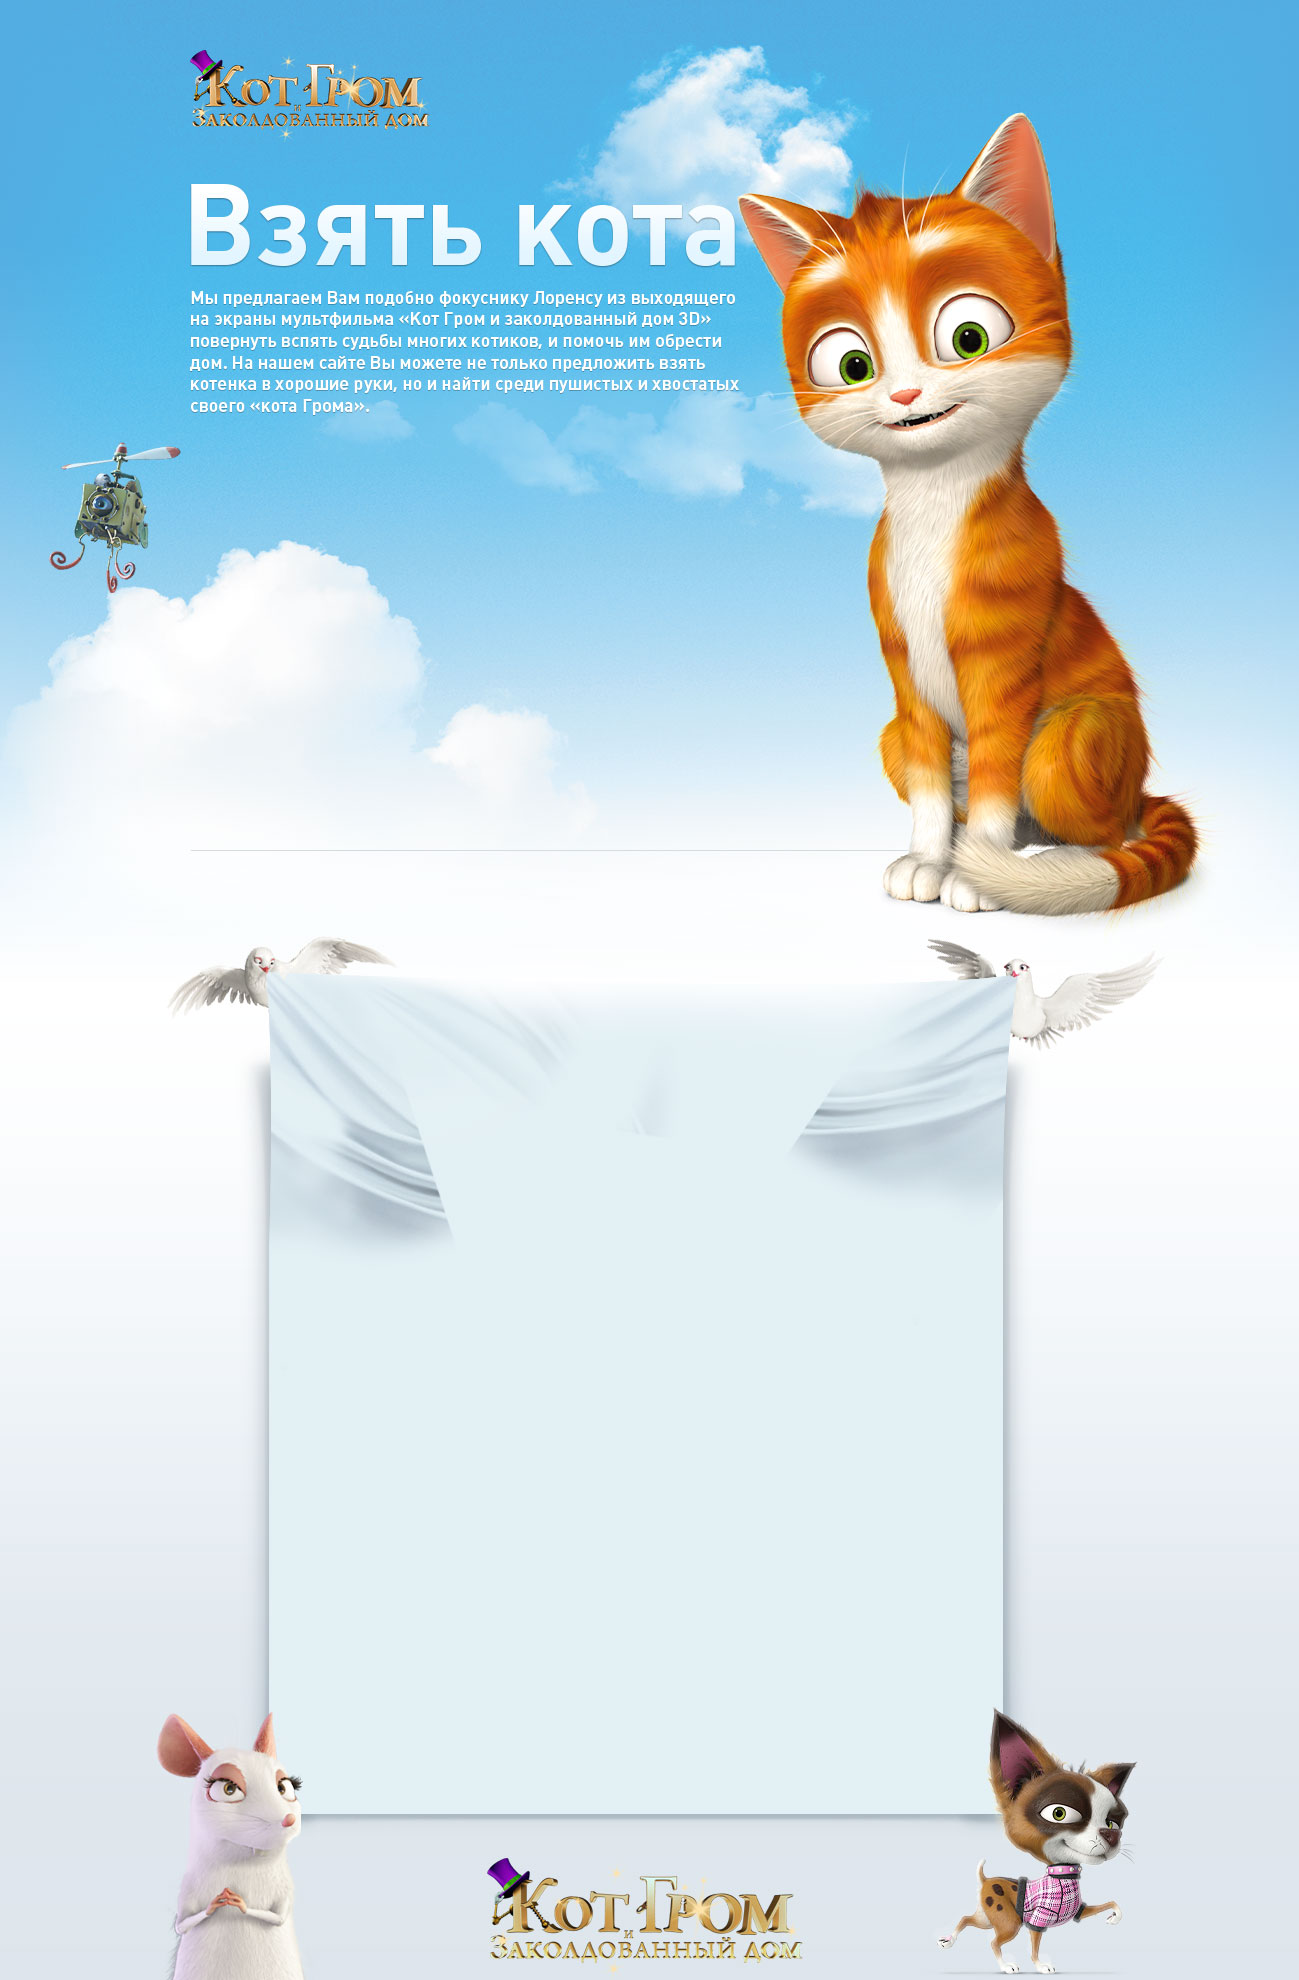 Кот Гром
и
Заколдованный дом
Взять кота
Мы предлагаем Вам подобно фокуснику Лоренсу из выходящего
на экраны мультфильма «Кот Гром и заколдованный дом 3D»
повернуть вспять судьбы многих котиков, и помочь им обрести
дом. На нашем сайте Вы можете не только предложить взять
котенка в хорошие руки, но и найти среди пушистых и хвостатых
своего «кота Грома».
Кот Гром
и
Заколдованный дом